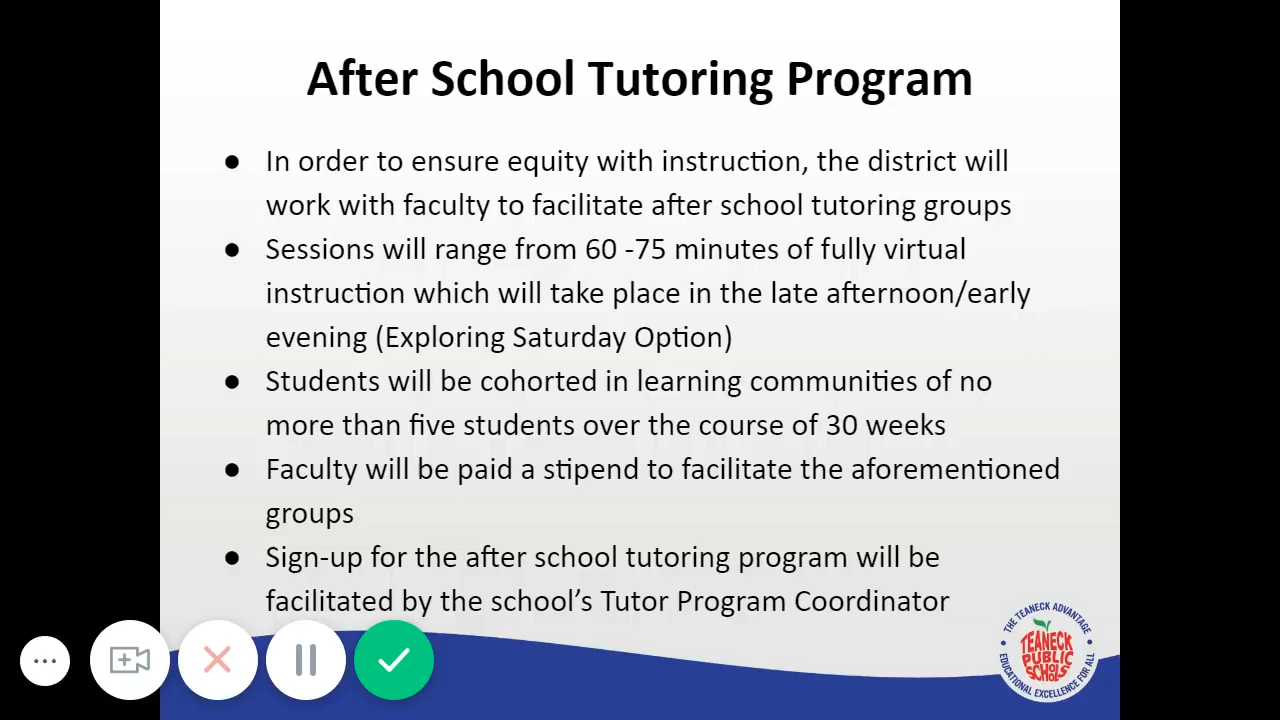 After School Tutoring Program
● In order to ensure equity with instruction, the district will
work with faculty to facilitate after school tutoring groups
● Sessions will range from 60 -75 minutes of fully virtual
instruction which will take place in the late afternoon/early
evening (Exploring Saturday Option)
● Students will be cohorted in learning communities of no
more than five students over the course of 30 weeks
● Faculty will be paid a stipend to facilitate the aforementioned
groups
● Sign-up for the after school tutoring program will be
facilitated by the school’s Tutor Program Coordinator
THE TEANECK ADVANTAGE
TEANECK
PUBLIC
SCHOOLS
EDUCATIONAL EXCELLENCE FOR ALL